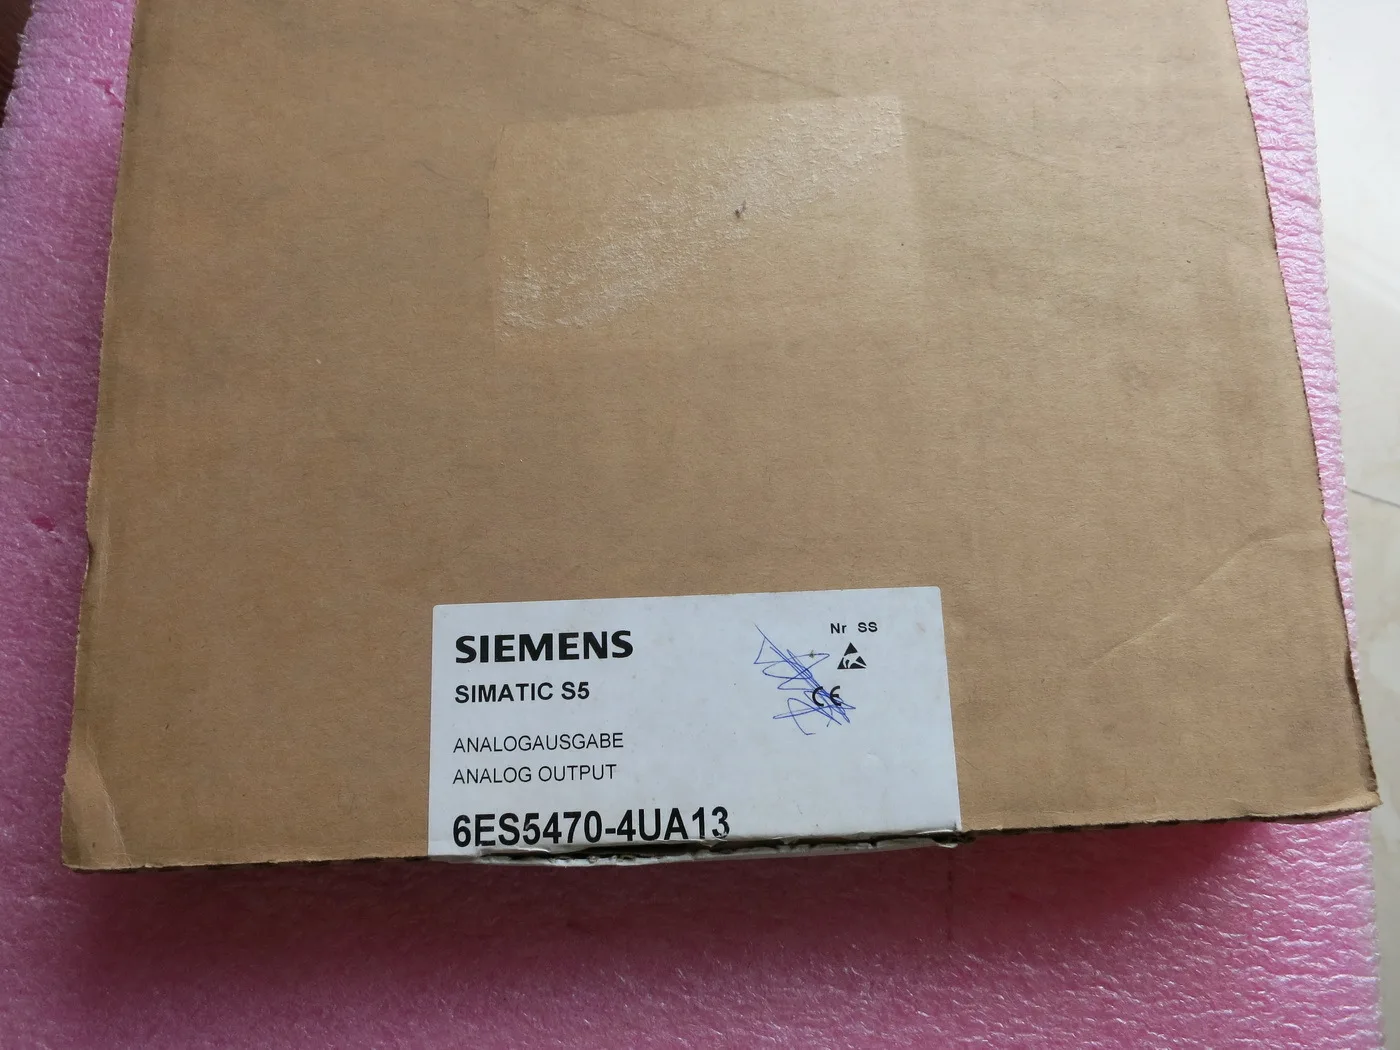 SIEMENS
Nr SS
SIMATIC S5
CE
ANALOGAUSGABE
ANALOG OUTPUT
6ES5470-4UA13